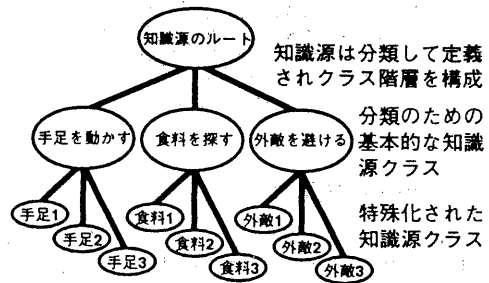 知識源のルート
知識源は分類して定義
されクラス階層を構成
手足を動かす
食料を探す
外敵を避ける
分類のための
基本的な知識
源クラス
手足1
手足2
手足3
食料1
食料2
食料3
外敵1
外敵2
外敵3
特殊化された
知識源クラス